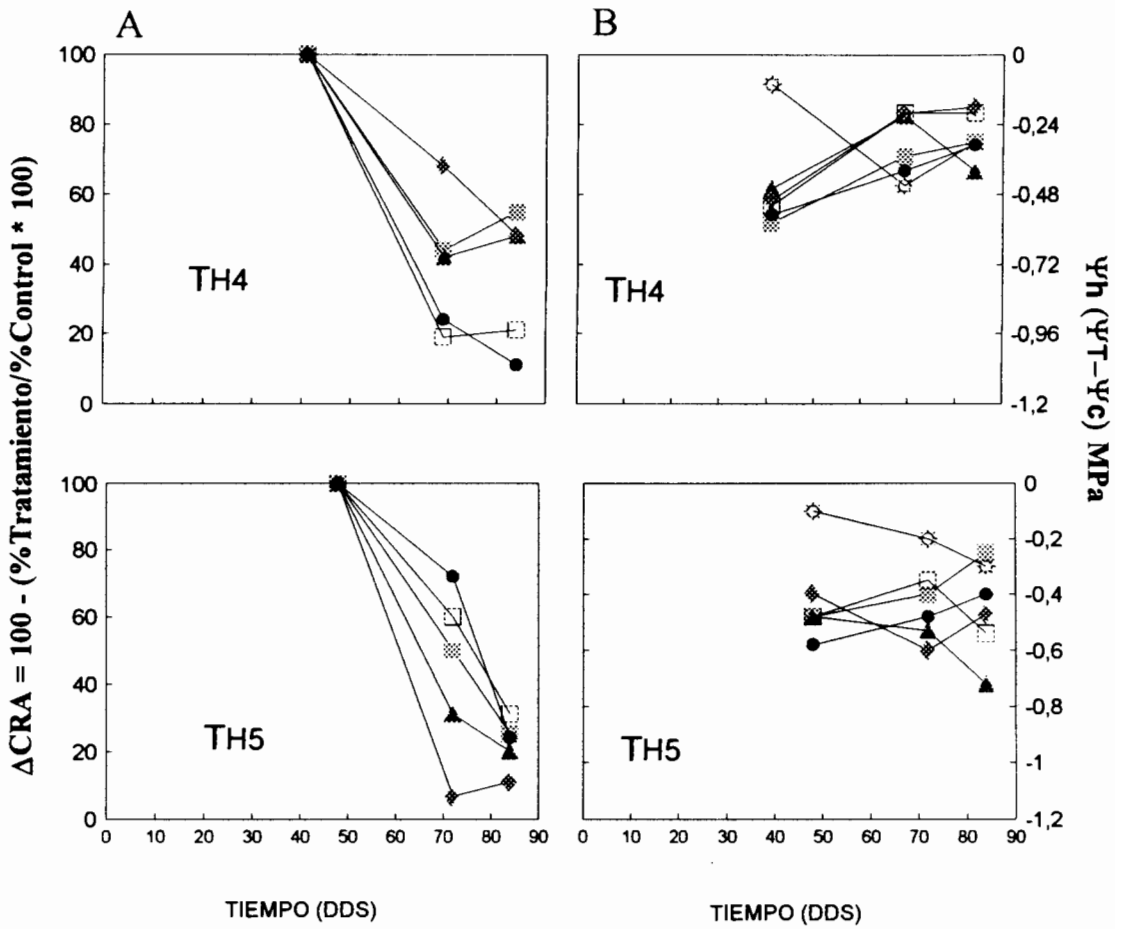 A
B
ΔCRA = 100 - (%Tratamiento/%Control * 100)
100
80
60
40
20
0
TH4
TH4
0
-0,24
-0,48
-0,72
-0,96
-1,2
Ψh (ΨT-Ψc) MPa
100
80
60
40
20
0
TH5
TH5
0
-0,2
-0,4
-0,6
-0,8
-1
-1,2
0 10 20 30 40 50 60 70 80 90
0 10 20 30 40 50 60 70 80 90
TIEMPO (DDS)
TIEMPO (DDS)